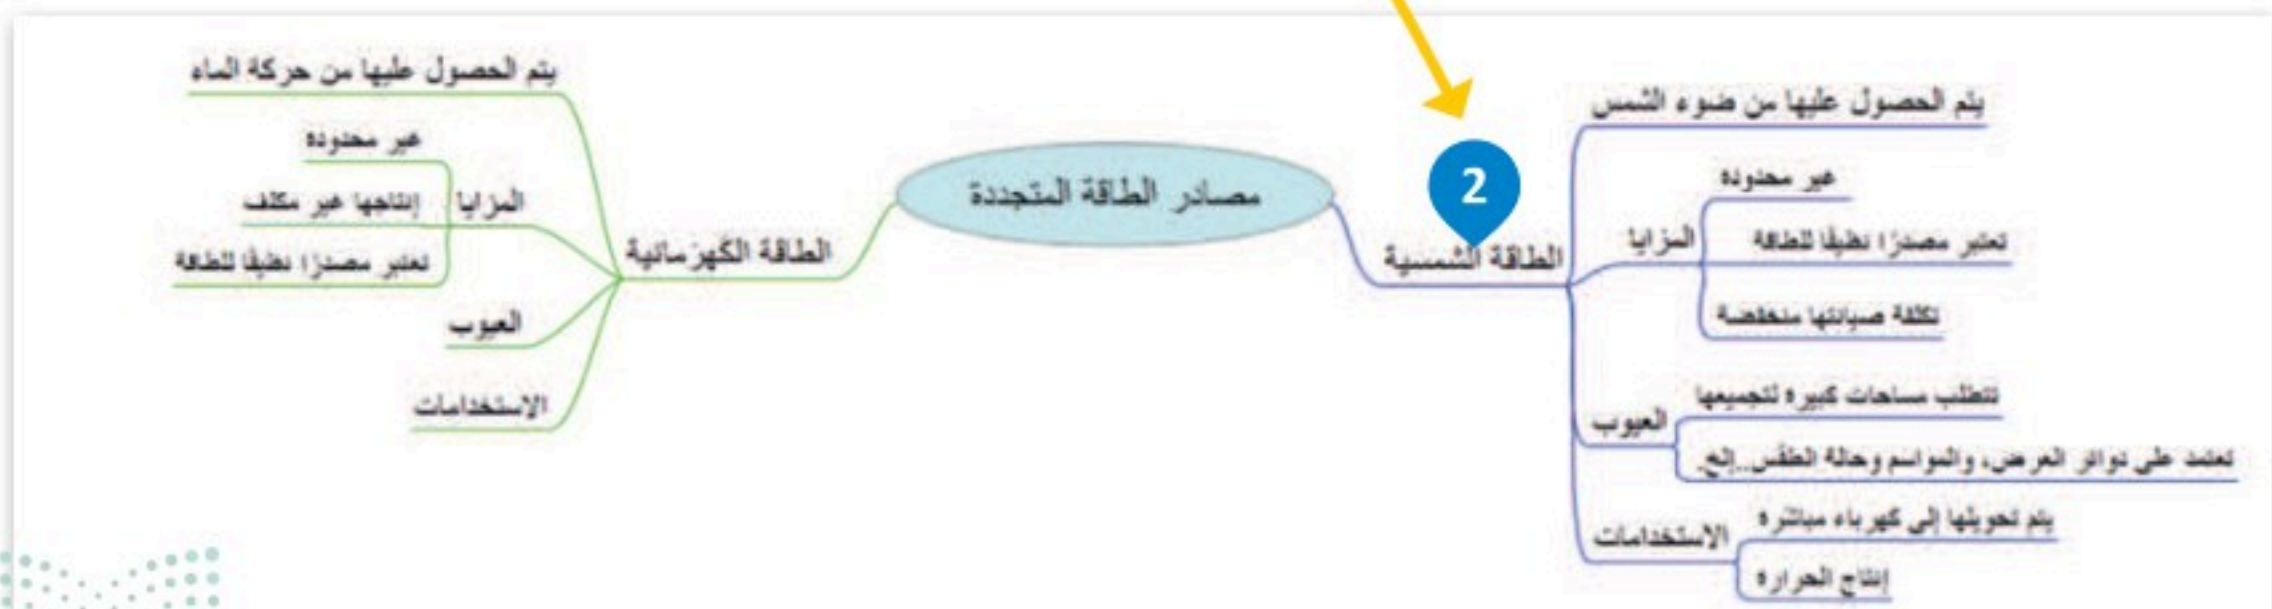 مصادر الطاقة المتجددة
2
الطاقة الشمسية
يتم الحصول عليها من ضوء الشمس
المزايا
غير محدودة
تعتبر مصدرًا نظيفًا للطاقة
تكلفة صيانتها منخفضة
العيوب
تتطلب مساحات كبيرة لتجميعها
تعتمد على دوائر العرض، والمواسم وحالة الطقس..إلخ.
الاستخدامات
يتم تحويلها إلى كهرباء مباشرة
إنتاج الحرارة
الطاقة الكهرمائية
يتم الحصول عليها من حركة الماء
المزايا
غير محدودة
إنتاجها غير مكلف
تعتبر مصدرًا نظيفًا للطاقة
العيوب
الاستخدامات